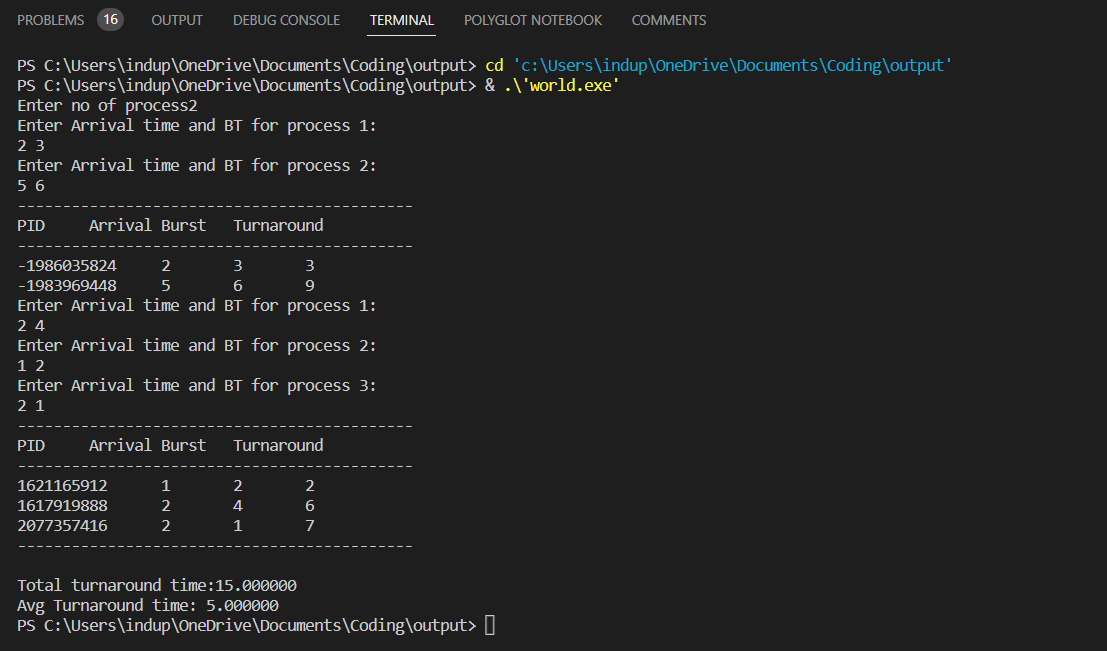 PROBLEMS 16 OUTPUT DEBUG CONSOLE TERMINAL POLYGLOT NOTEBOOK COMMENTS
PS C:\Users\indup\OneDrive\Documents\Coding\output> cd 'c:\Users\indup\OneDrive\Documents\Coding\output'
PS C:\Users\indup\OneDrive\Documents\Coding\output> & .\'world.exe'
Enter no of process2
Enter Arrival time and BT for process 1:
2 3
Enter Arrival time and BT for process 2:
5 6
--------------------------------------------
PID     Arrival Burst   Turnaround
--------------------------------------------
-1986035824     2       3       3
-1983969448     5       6       9
Enter Arrival time and BT for process 1:
2 4
Enter Arrival time and BT for process 2:
1 2
Enter Arrival time and BT for process 3:
2 1
--------------------------------------------
PID     Arrival Burst   Turnaround
--------------------------------------------
1621165912      1       2       2
1617919888      2       4       6
2077357416      2       1       7
--------------------------------------------
Total turnaround time:15.000000
Avg Turnaround time: 5.000000
PS C:\Users\indup\OneDrive\Documents\Coding\output>